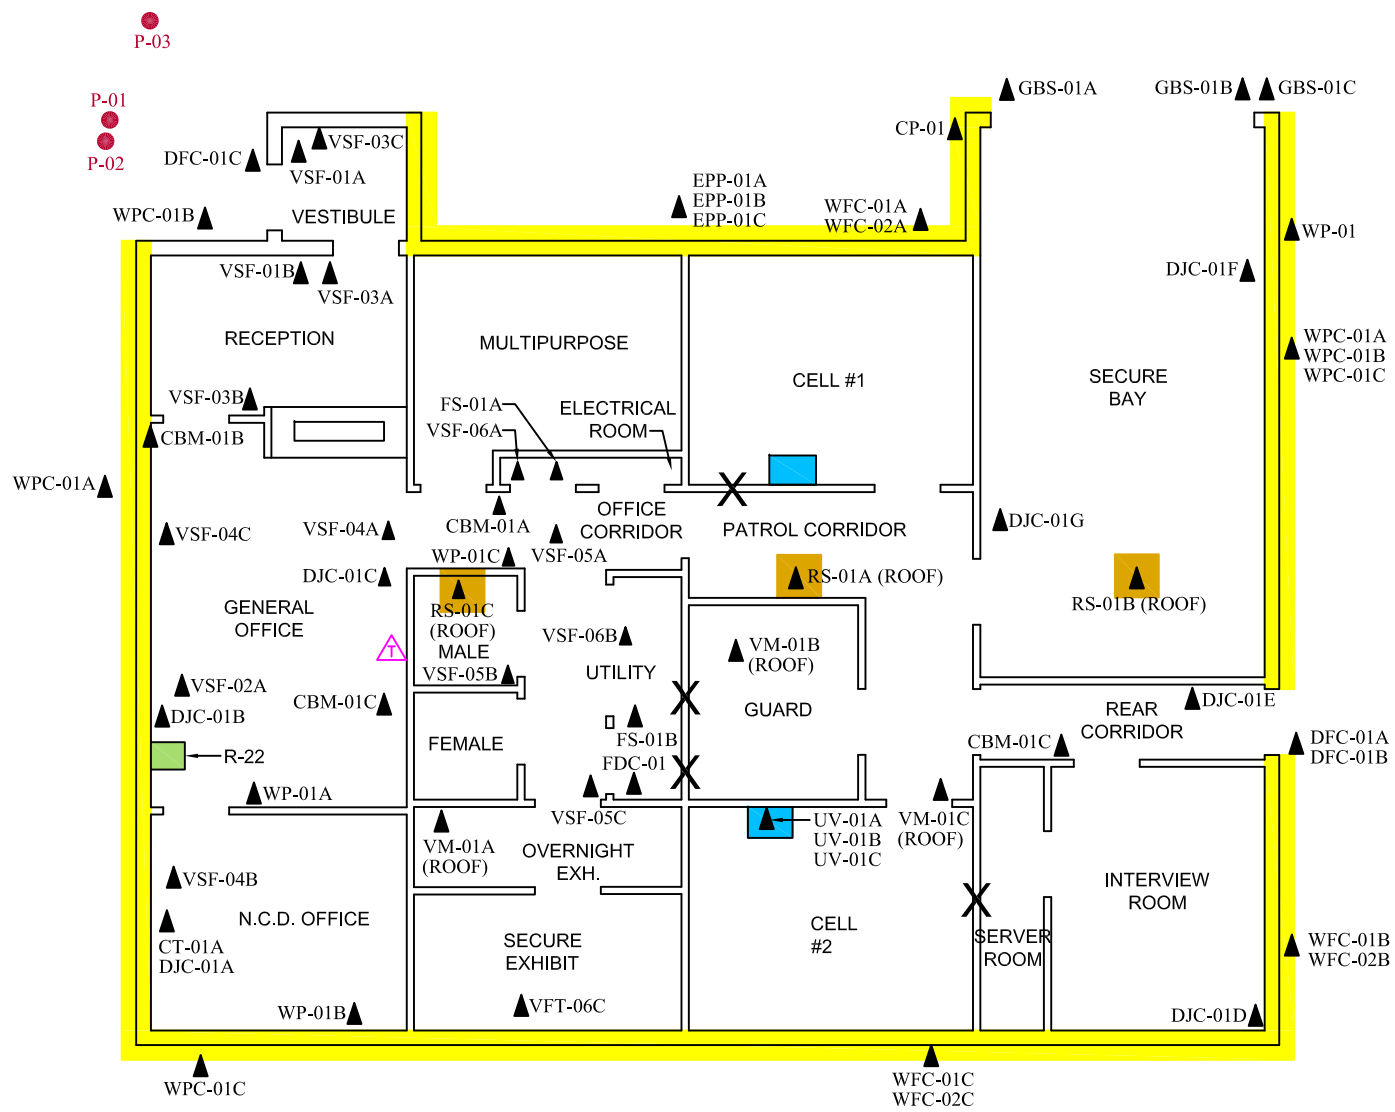 P-03
P-01
P-02
DFC-01C
VSF-03C
VSF-01A
WPC-01B
VESTIBULE
VSF-01B
VSF-03A
RECEPTION
EPP-01A
EPP-01B
EPP-01C
WFC-01A
WFC-02A
CP-01
GBS-01A
GBS-01B
GBS-01C
WP-01
DJC-01F
WPC-01A
WPC-01B
WPC-01C
MULTIPURPOSE
CELL #1
SECURE
BAY
VSF-03B
FS-01A
VSF-06A
ELECTRICAL
ROOM
CBM-01B
WPC-01A
VSF-04C
VSF-04A
CBM-01A
OFFICE
CORRIDOR
PATROL CORRIDOR
DJC-01G
WP-01C
VSF-05A
DJC-01C
RS-01C
(ROOF)
MALE
RS-01A (ROOF)
RS-01B (ROOF)
GENERAL
OFFICE
T
VSF-06B
VM-01B
(ROOF)
VSF-05B
UTILITY
VSF-02A
DJC-01B
CBM-01C
X
GUARD
DJC-01E
REAR
CORRIDOR
FEMALE
FS-01B
CBM-01C
DFC-01A
DFC-01B
R-22
FDC-01
X
WP-01A
VSF-05C
VM-01A
(ROOF)
UV-01A
UV-01B
UV-01C
VM-01C
(ROOF)
OVERNIGHT
EXH.
VSF-04B
INTERVIEW
ROOM
X
X
N.C.D. OFFICE
CT-01A
DJC-01A
SECURE
EXHIBIT
CELL
#2
SERVER
ROOM
WFC-01B
WFC-02B
WP-01B
VFT-06C
DJC-01D
WPC-01C
WFC-01C
WFC-02C